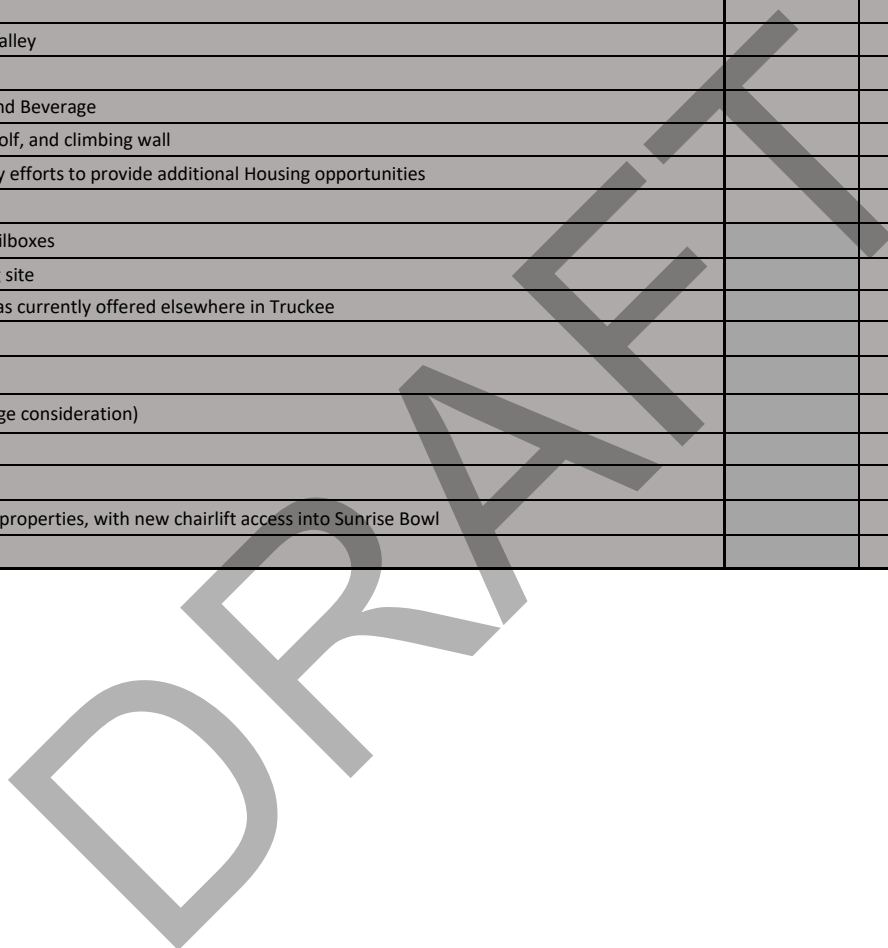 alley
nd Beverage
olf, and climbing wall
y efforts to provide additional Housing opportunities
ilboxes
site
as currently offered elsewhere in Truckee
ge consideration)
properties, with new chairlift access into Sunrise Bowl
DRAFT